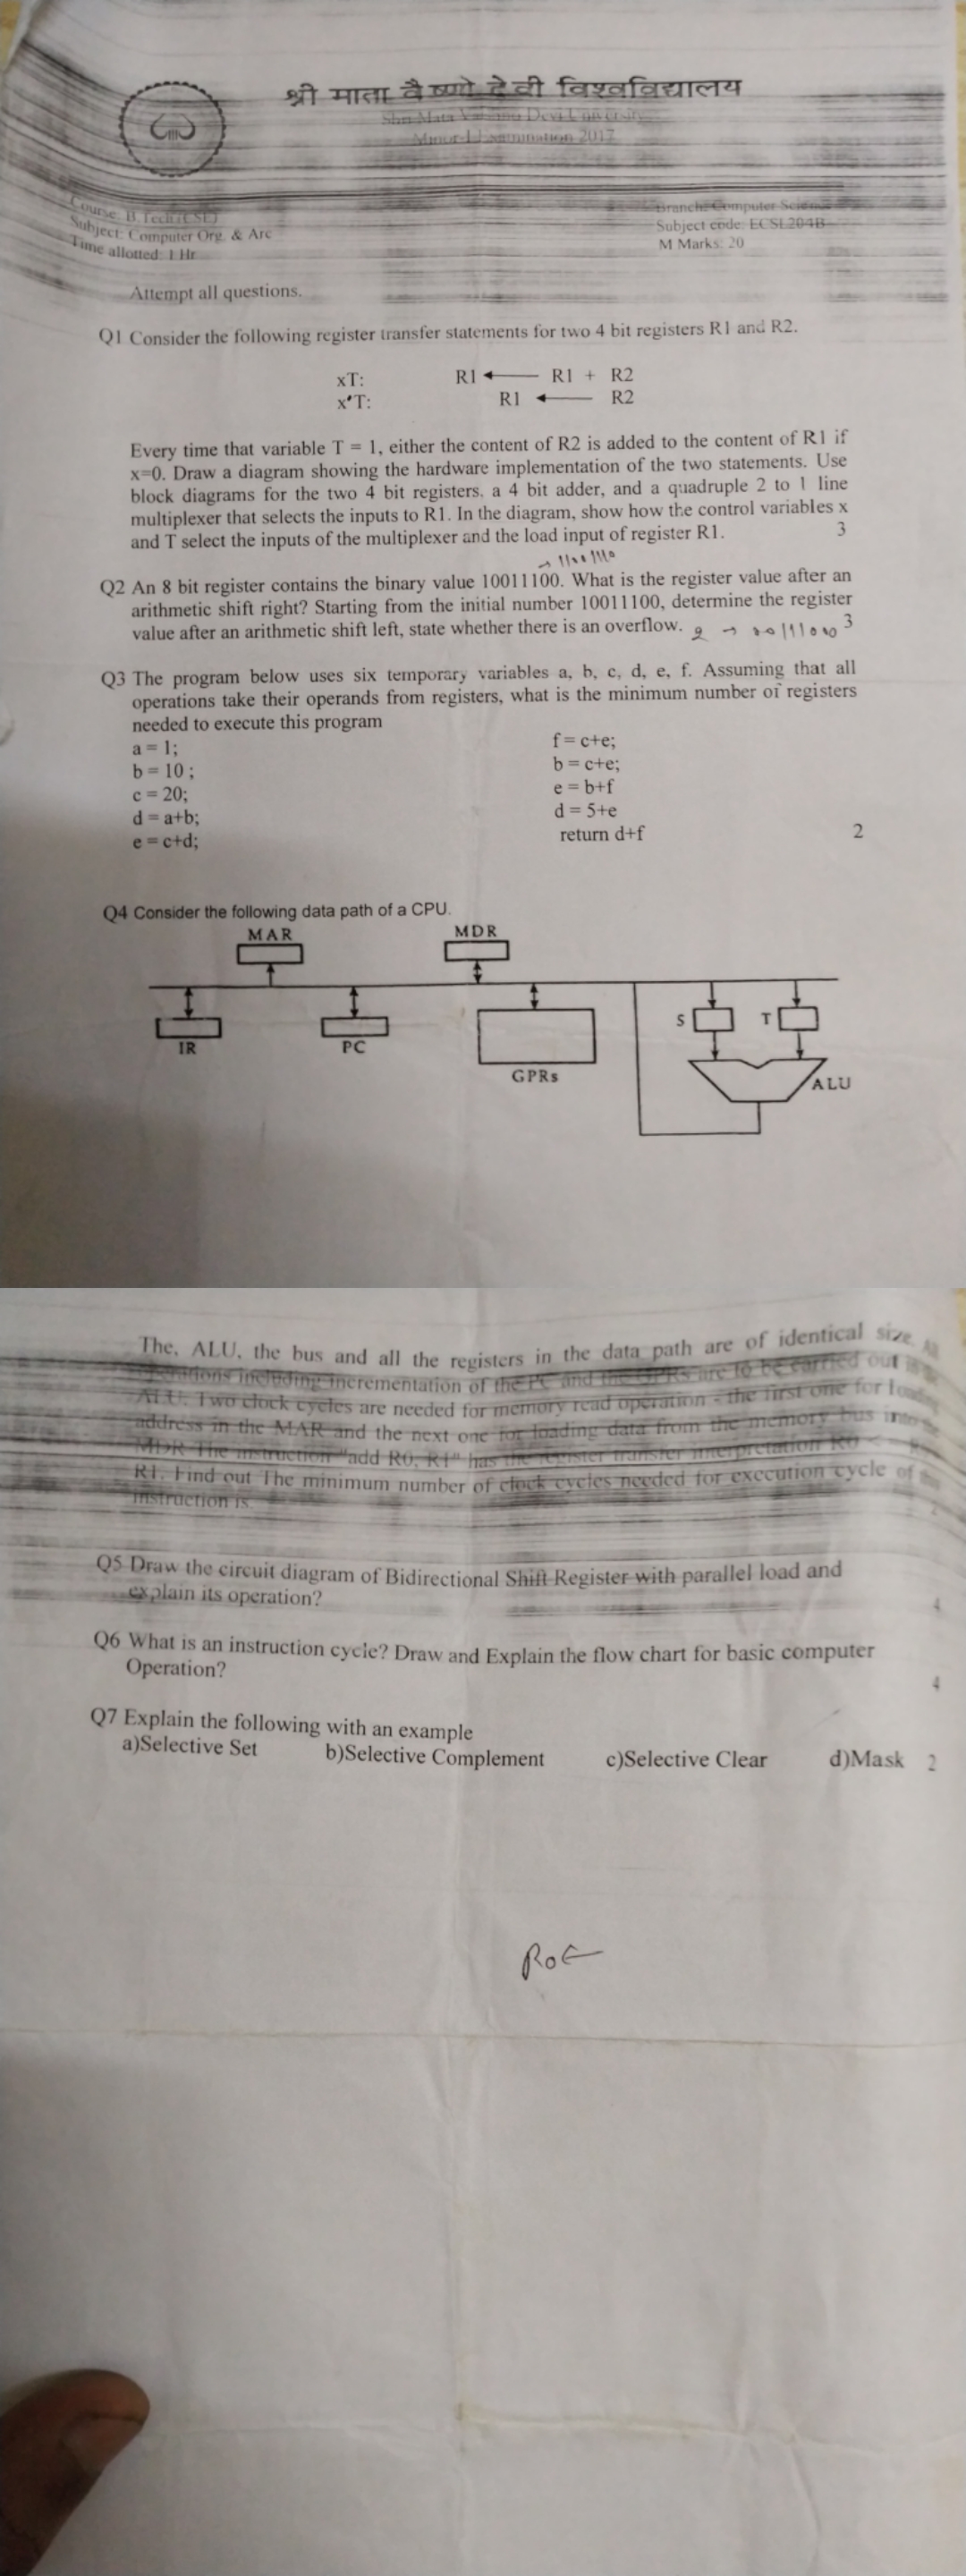 श्री माता वैष्णो देवी विश्वविद्यालय
Shri Mata Vaishno Devi University
Minor-I Examination 2017
Course: B Tech (CSE)
Branch: Computer Science
Subject: Computer Org. & Arc
Subject code: ECSL204B
Time allotted: 1 Hr
M Marks: 20
Attempt all questions.
Q1 Consider the following register transfer statements for two 4 bit registers R1 and R2.
xT: R1 ← R1 + R2
x'T: R1 ← R2
Every time that variable T = 1, either the content of R2 is added to the content of R1 if
x=0. Draw a diagram showing the hardware implementation of the two statements. Use
block diagrams for the two 4 bit registers, a 4 bit adder, and a quadruple 2 to 1 line
multiplexer that selects the inputs to R1. In the diagram, show how the control variables x
and T select the inputs of the multiplexer and the load input of register R1. 3
→ 11001110
Q2 An 8 bit register contains the binary value 10011100. What is the register value after an
arithmetic shift right? Starting from the initial number 10011100, determine the register
value after an arithmetic shift left, state whether there is an overflow. 3
Q3 The program below uses six temporary variables a, b, c, d, e, f. Assuming that all
operations take their operands from registers, what is the minimum number of registers
needed to execute this program
a = 1; f = c+e;
b = 10 ; b = c+e;
c = 20; e = b+f
d = a+b; d = 5+e
e = c+d; return d+f 2
Q4 Consider the following data path of a CPU.
MAR MDR
S T
IR PC
GPRs ALU
The, ALU, the bus and all the registers in the data path are of identical size. All
operations including incrementation of the PC and the GPRs are to be carried out in the
ALU. Two clock cycles are needed for memory read operation - the first one for loading
address in the MAR and the next one for loading data from the memory bus into
MDR The instruction "add R0, R1" has the register transfer interpretation R0 <
R1. Find out The minimum number of clock cycles needed for execution cycle of
instruction is
Q5 Draw the circuit diagram of Bidirectional Shift Register with parallel load and
explain its operation? 4
Q6 What is an instruction cycle? Draw and Explain the flow chart for basic computer
Operation? 4
Q7 Explain the following with an example
a)Selective Set b)Selective Complement c)Selective Clear d)Mask 2
R0 ←